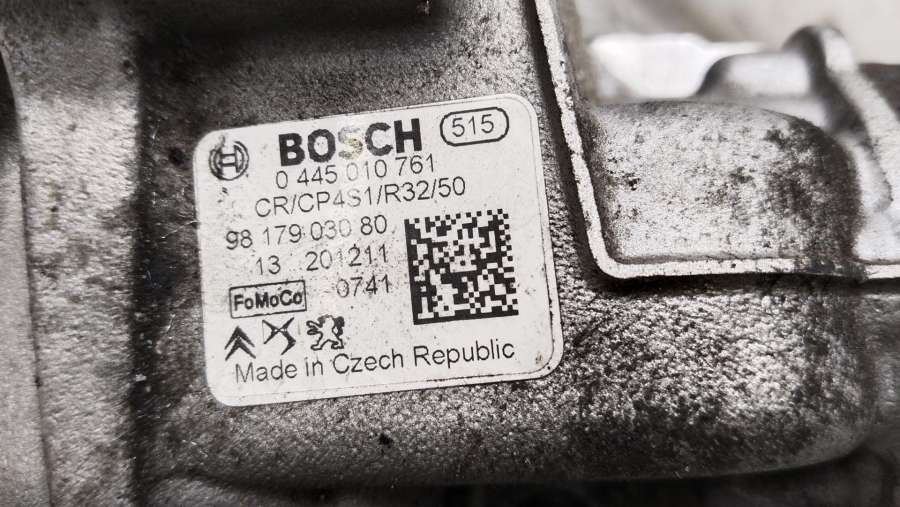 BOSCH 515
0 445 010 761
CR/CP4S1/R32/50
98 179 030 80
13 201211
FoMoCo 0741
Made in Czech Republic